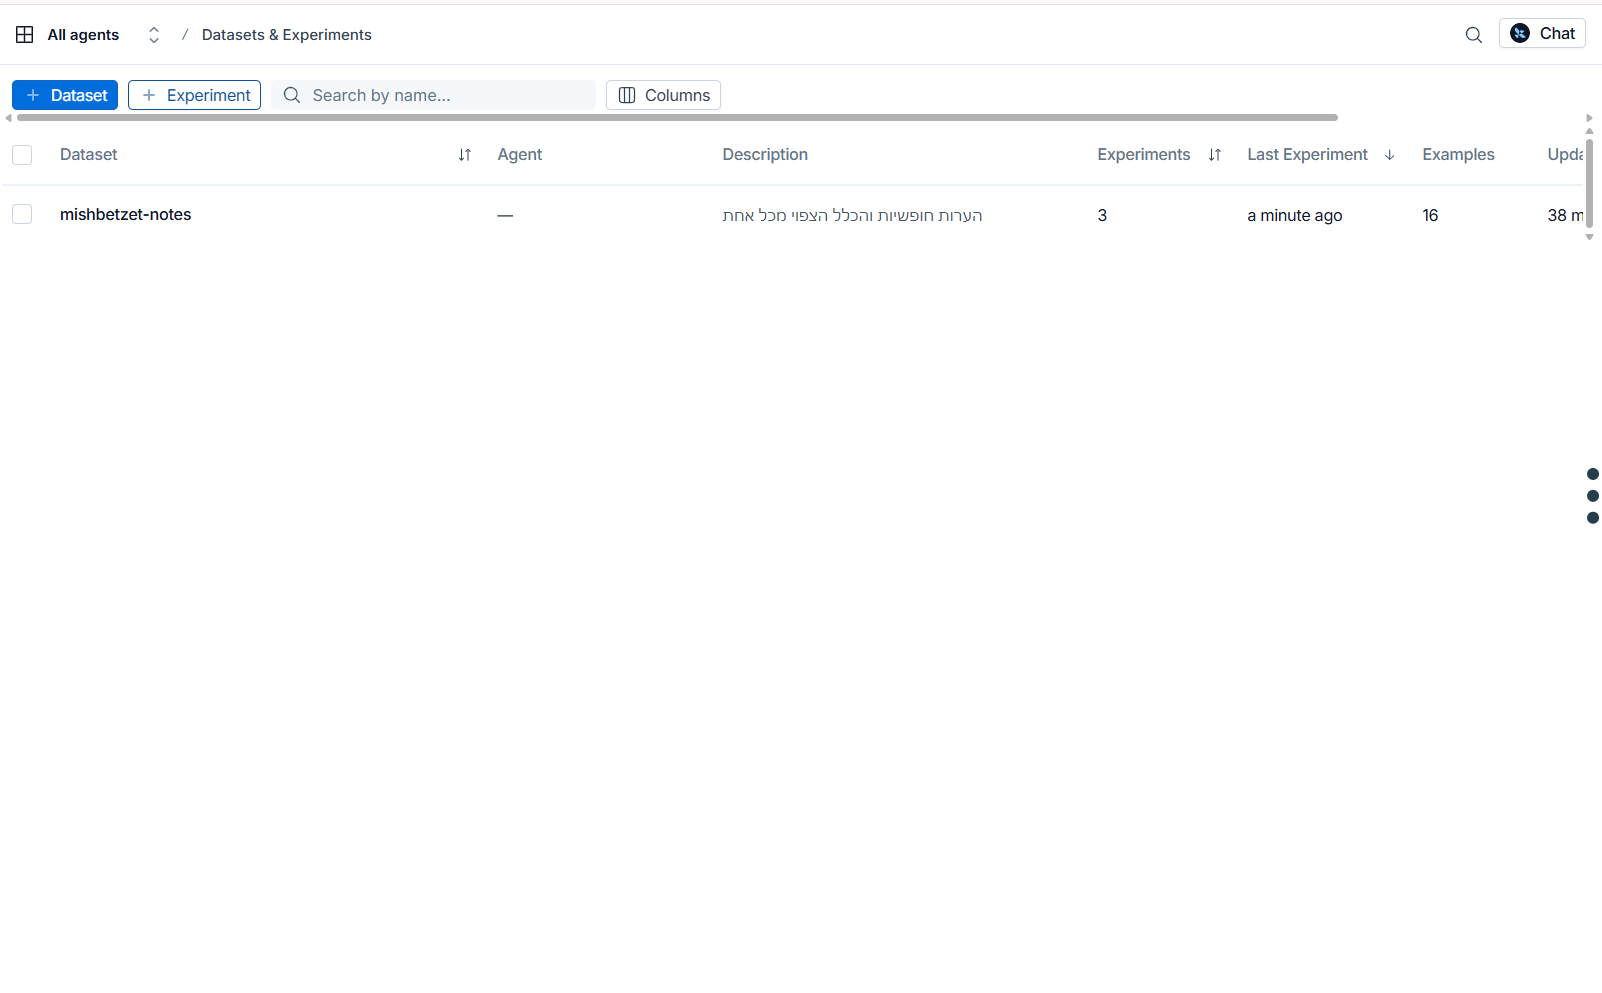 All agents / Datasets & Experiments Chat
+ Dataset + Experiment Search by name... Columns
Dataset Agent Description Experiments Last Experiment Examples
mishbetzet-notes — הערות חופשיות והכלל הצפוי מכל אחת 3 a minute ago 16 38